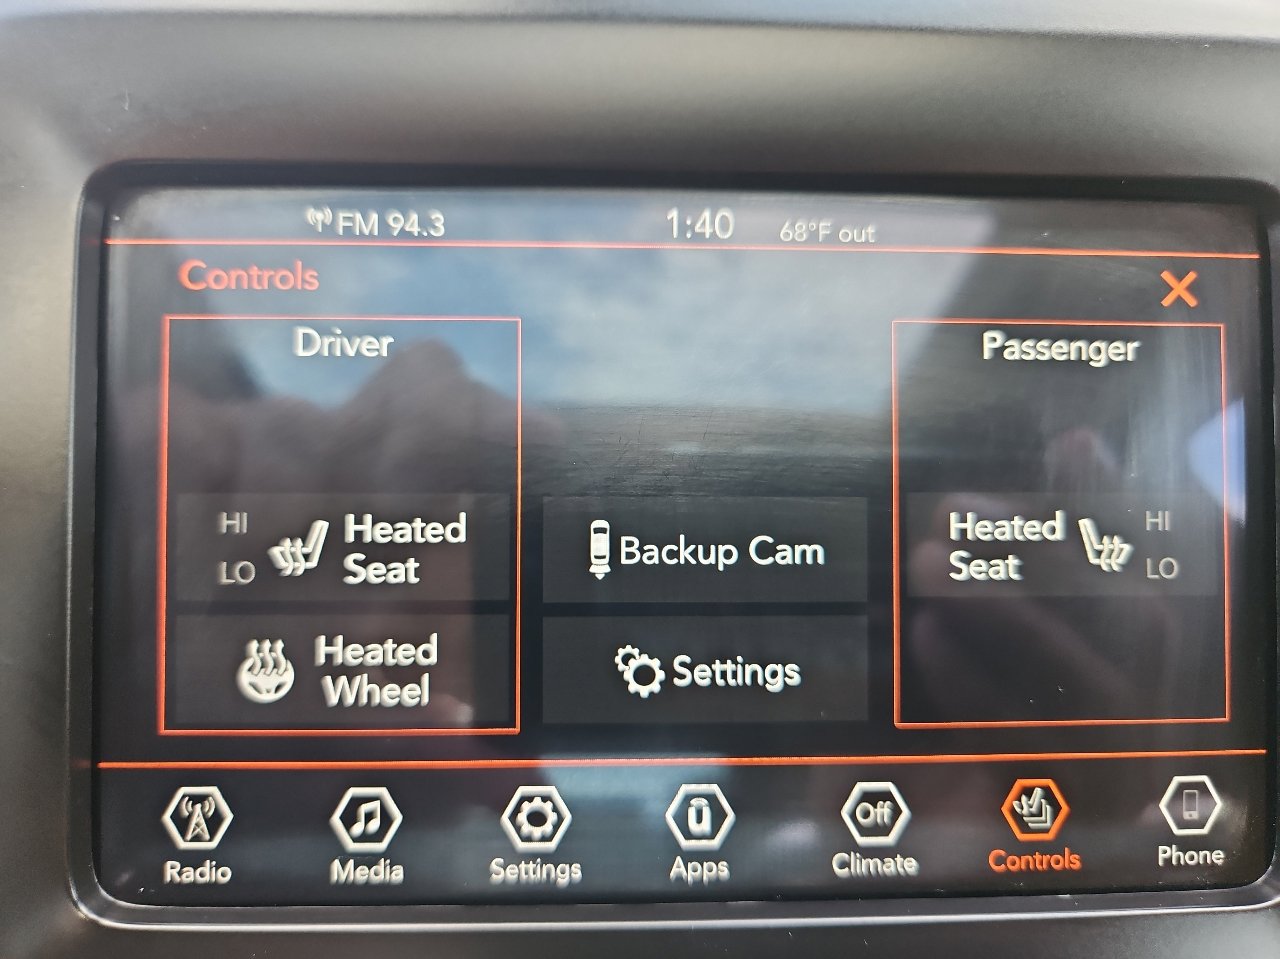 FM 94.3 1:40 68°F out
Controls X
Driver
HI
LO
Heated
Seat
Heated
Wheel
Backup Cam
Settings
Passenger
Heated
Seat
HI
LO
Off
Radio Media Settings Apps Climate Controls Phone